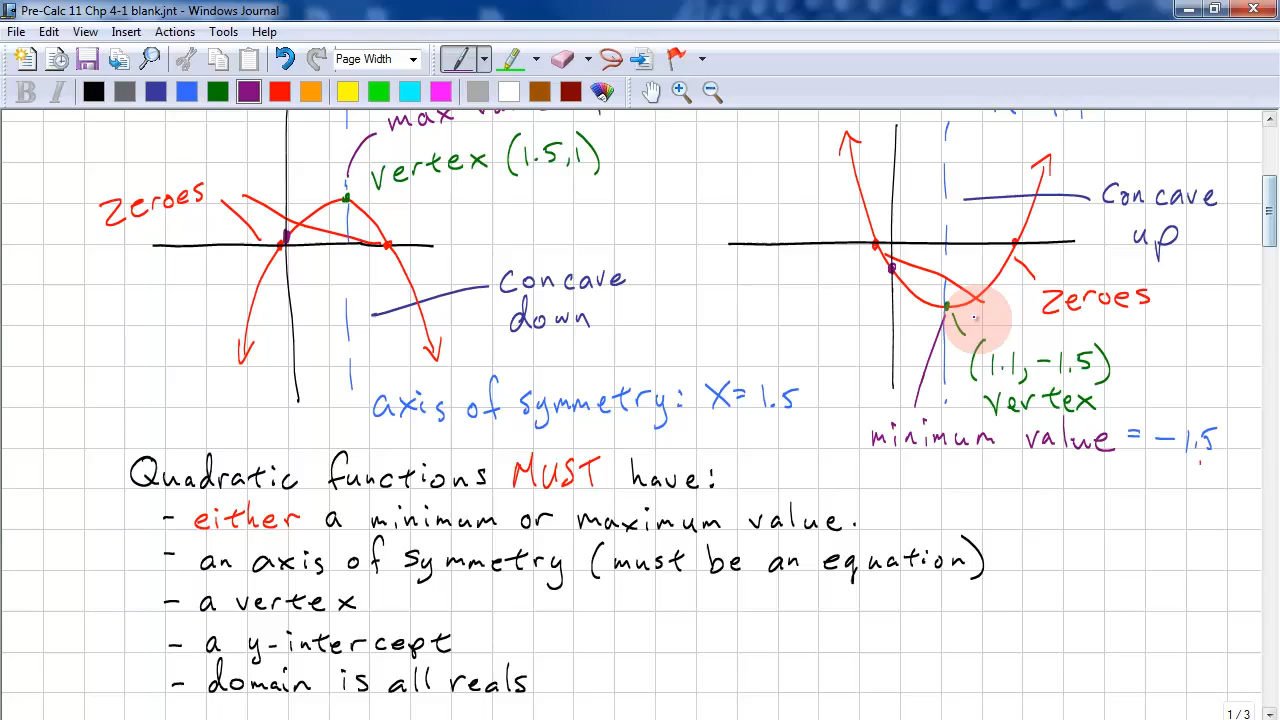 Pre-Calc 11 Chp 4-1 blank.jnt - Windows Journal
File Edit View Insert Actions Tools Help
Page Width
B I
max
vertex (1.5,1)
zeroes
Concave
down
axis of symmetry: X=1.5
Concave
up
zeroes
(1.1, -1.5)
vertex
minimum value = -1.5
Quadratic functions MUST have:
- either a minimum or maximum value.
- an axis of symmetry (must be an equation)
- a vertex
- a y-intercept
- domain is all reals
1 / 3